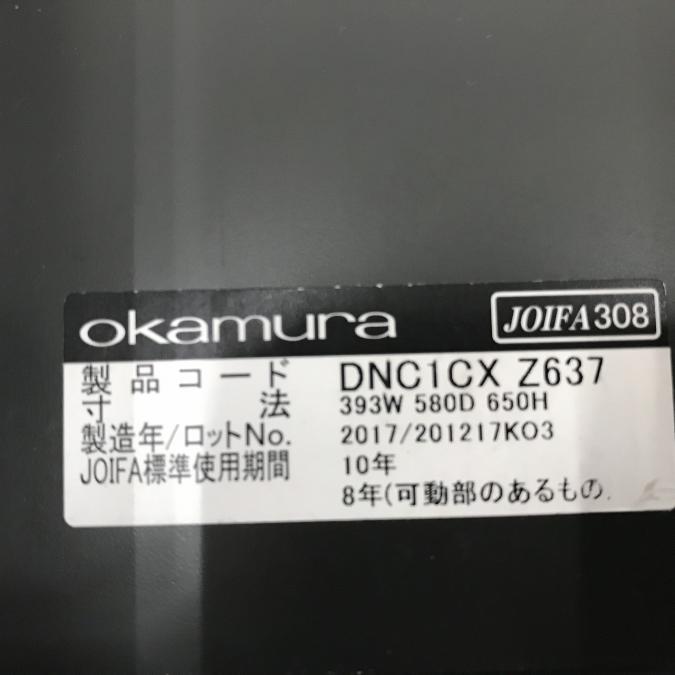 okamura JOIFA308
製品コード DNC1CX Z637
寸法 393W 580D 650H
製造年/ロットNo. 2017/201217KO3
JOIFA標準使用期間 10年
8年(可動部のあるもの